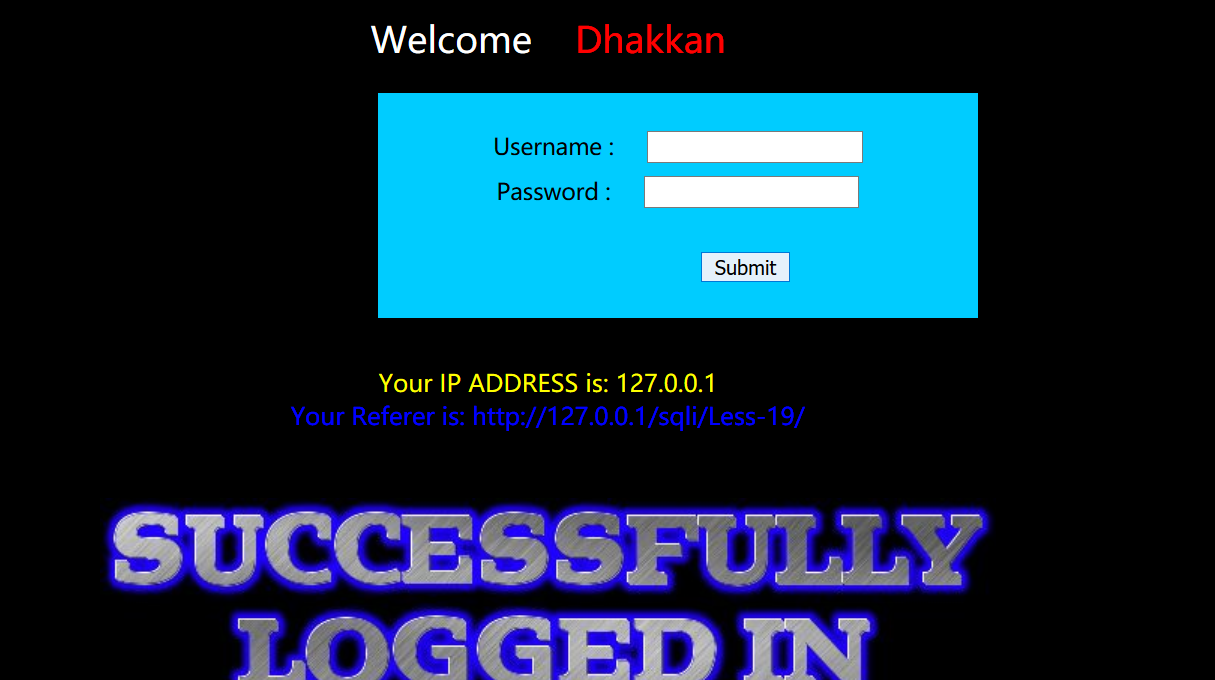 Welcome Dhakkan
Username :
Password :
Submit
Your IP ADDRESS is: 127.0.0.1
Your Referer is: http://127.0.0.1/sqli/Less-19/
SUCCESSFULLY
LOGGED IN